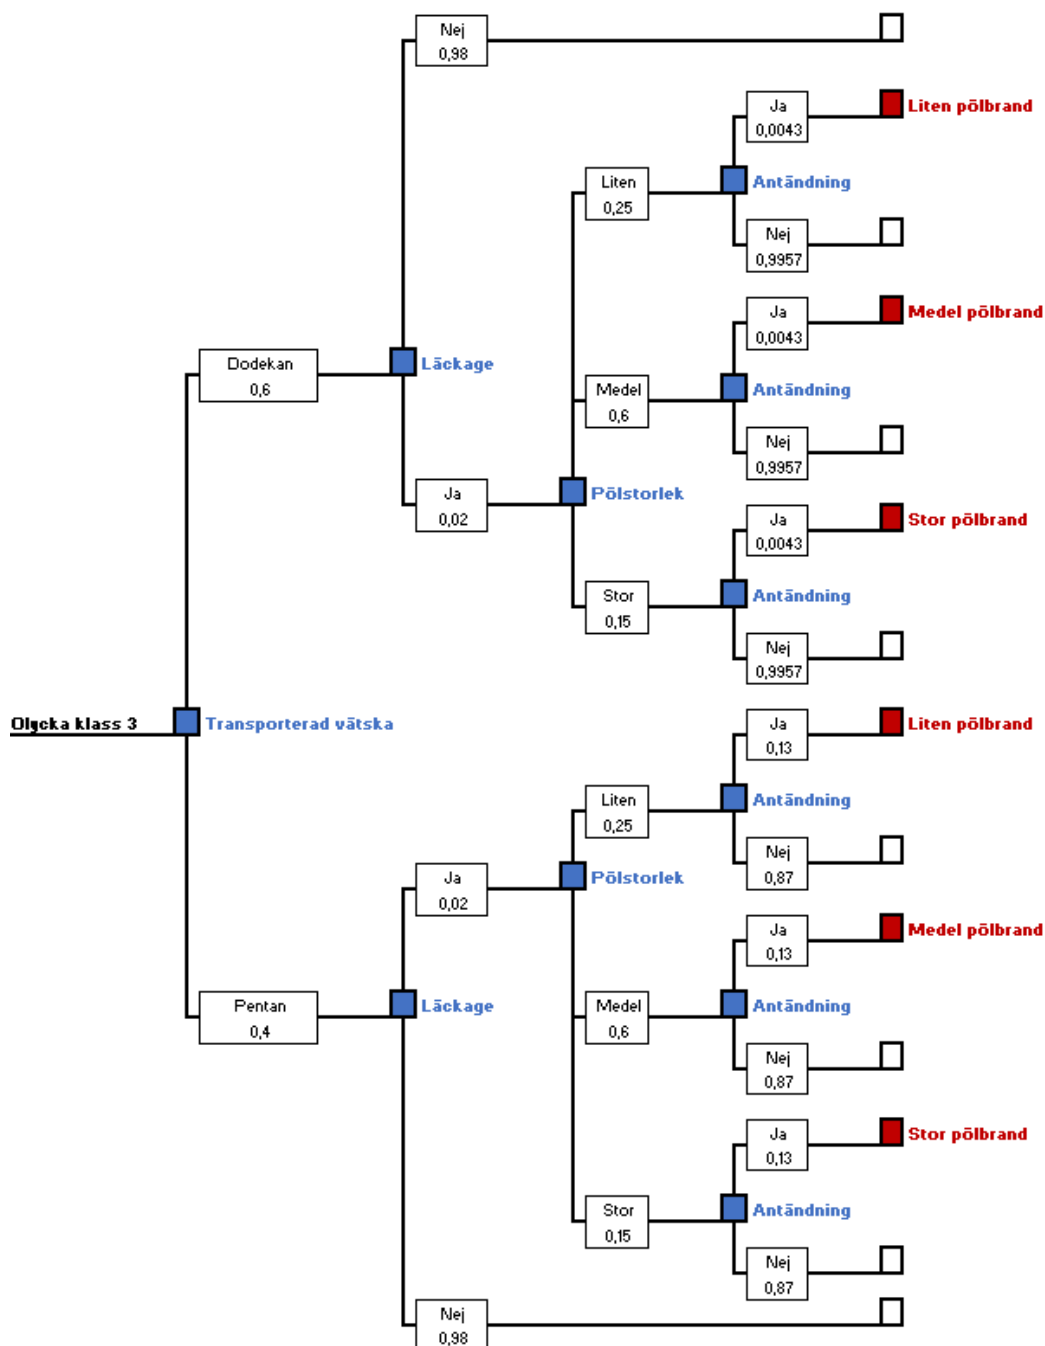 Nej
0,98
Ja
0,0043
Liten pölbrand
Liten
0,25
Antändning
Nej
0,9957
Ja
0,0043
Medel pölbrand
Dodekan
0,6
Läckage
Medel
0,6
Antändning
Nej
0,9957
Ja
0,02
Pölstorlek
Ja
0,0043
Stor pölbrand
Stor
0,15
Antändning
Nej
0,9957
Olycka klass 3
Transporterad vätska
Ja
0,13
Liten pölbrand
Liten
0,25
Antändning
Nej
0,87
Ja
0,02
Pölstorlek
Ja
0,13
Medel pölbrand
Pentan
0,4
Läckage
Medel
0,6
Antändning
Nej
0,87
Ja
0,13
Stor pölbrand
Stor
0,15
Antändning
Nej
0,87
Nej
0,98